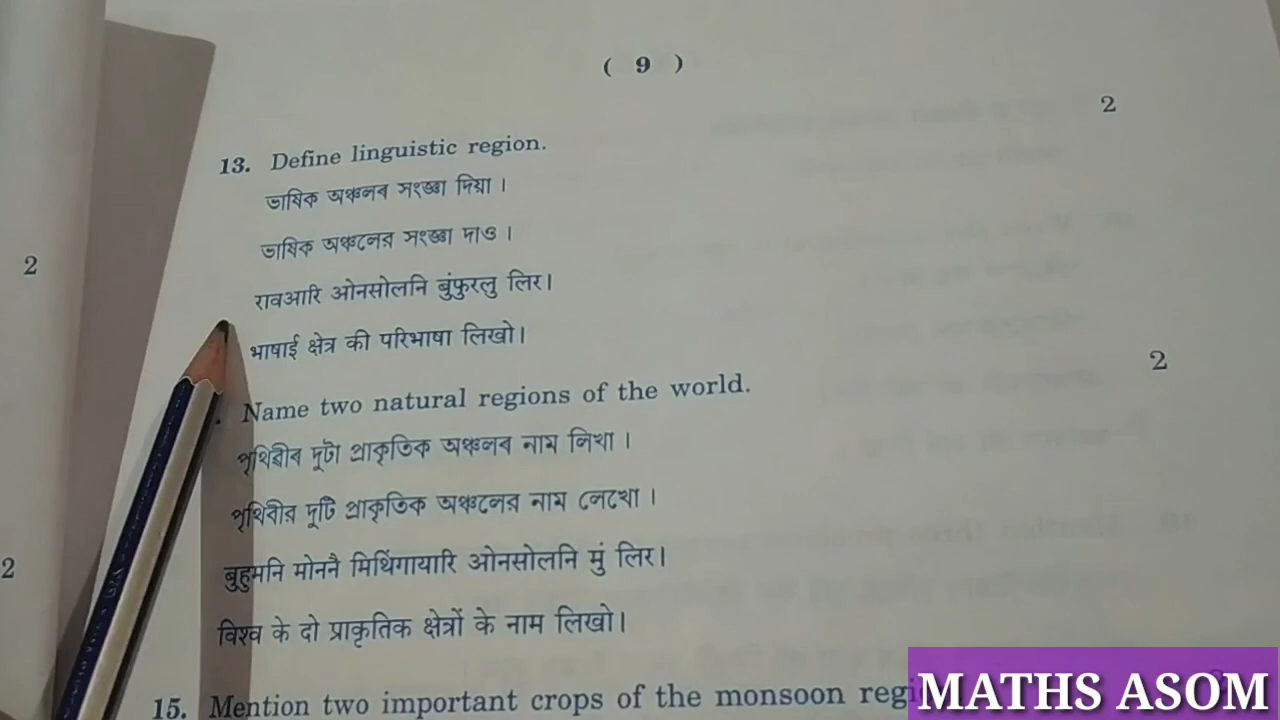 ( 9 )
2
13. Define linguistic region.
ভাষিক অঞ্চলৰ সংজ্ঞা দিয়া ।
ভাষিক অঞ্চলের সংজ্ঞা দাও ।
रावआरि ओनसोलनि बुंफुरलु लिर।
2
भाषाई क्षेत्र की परिभाषा लिखो।
2
Name two natural regions of the world.
পৃথিৱীৰ দুটা প্ৰাকৃতিক অঞ্চলৰ নাম লিখা ।
পৃথিবীর দুটি প্রাকৃতিক অঞ্চলের নাম লেখো ।
2
बुहुमनि मोननै मिथिंगायारि ओनसोलनि मुं लिर।
विश्व के दो प्राकृतिक क्षेत्रों के नाम लिखो।
15. Mention two important crops of the monsoon
MATHS ASOM